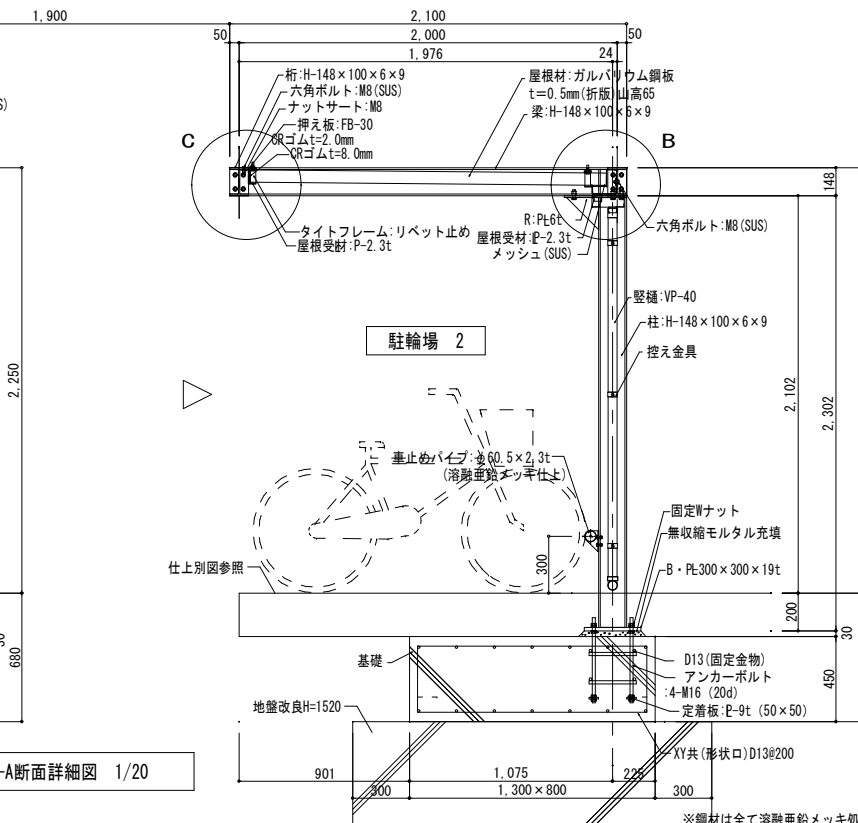 1,900
2,100
50
2,000
50
1,976
24
桁:H-148×100×6×9
六角ボルト:M8(SUS)
ナットサート:M8
押え板:FB-30
CRゴムt=2.0mm
CRゴムt=8.0mm
屋根材:ガルバリウム鋼板
t=0.5mm(折版)山高65
梁:H-148×100×6×9
C
B
S)
148
タイトフレーム:リベット止め
屋根受材:P-2.3t
R:PL6t
屋根受材:P-2.3t
メッシュ(SUS)
六角ボルト:M8(SUS)
竪樋:VP-40
柱:H-148×100×6×9
控え金具
駐輪場 2
2,250
2,102
2,302
車止めパイプ:φ60.5×2.3t
(溶融亜鉛メッキ仕上)
固定Wナット
無収縮モルタル充填
300
仕上別図参照
B・PL300×300×19t
200
30
680
30
基礎
D13(固定金物)
アンカーボルト
:4-M16 (20d)
定着板:P-9t (50×50)
450
地盤改良H=1520
XY共(形状ロ)D13@200
-A断面詳細図 1/20
901
1,075
225
300
1,300×800
300
※鋼材は全て溶融亜鉛メッキ処